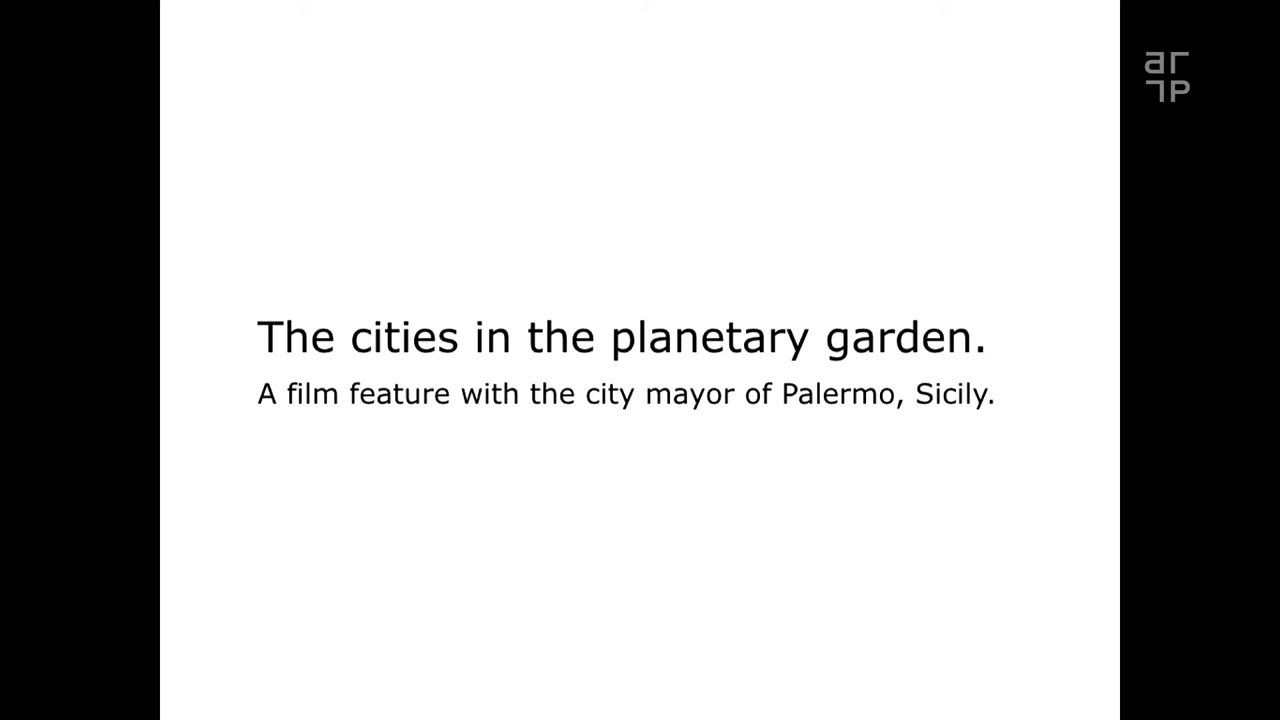 The cities in the planetary garden.
A film feature with the city mayor of Palermo, Sicily.